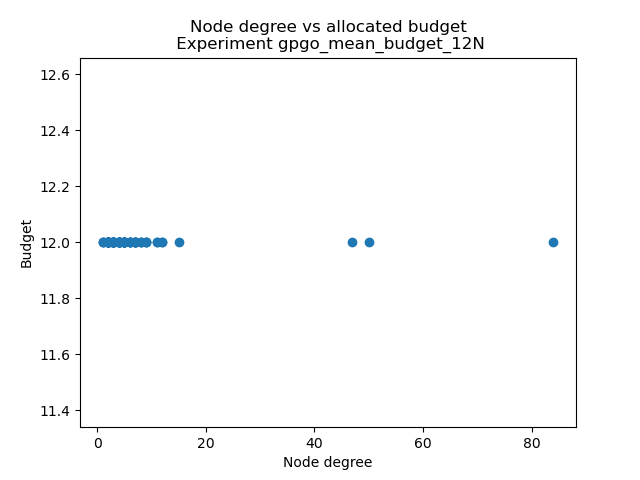 Node degree vs allocated budget
Experiment gpgo_mean_budget_12N
12.6
12.4
12.2
12.0
11.8
11.6
11.4
Budget
0 20 40 60 80
Node degree